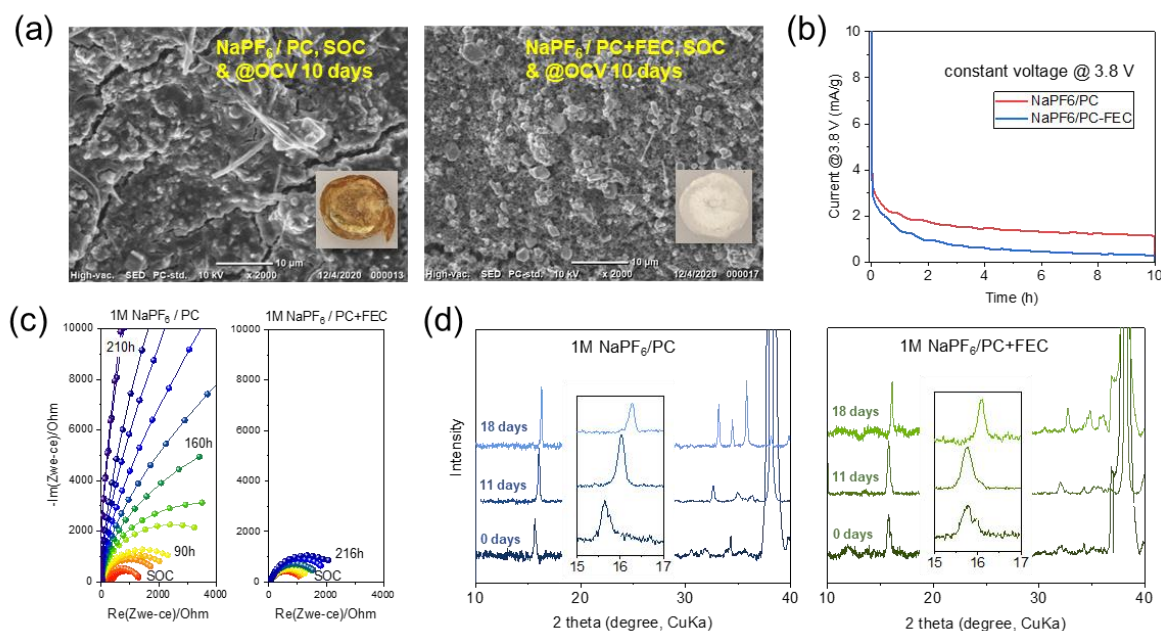 (a)
NaPF6 / PC, SOC
& @OCV 10 days
High-vac. SED PC-std. 10 kV x 2000 10 μm 12/4/2020 000013
NaPF6 / PC+FEC, SOC
& @OCV 10 days
High-vac. SED PC-std. 10 kV x 2000 10 μm 12/4/2020 000017
(b)
10
8
6
4
2
0
Current @3.8 V (mA/g)
constant voltage @ 3.8 V
NaPF6/PC
NaPF6/PC-FEC
0 2 4 6 8 10
Time (h)
(c)
1M NaPF6 / PC
10000
8000
6000
4000
2000
0
-Im(Zwe-ce)/Ohm
210h
160h
90h
SOC
0 2000 4000
Re(Zwe-ce)/Ohm
1M NaPF6 / PC+FEC
10000
8000
6000
4000
2000
0
216h
SOC
0 2000 4000
Re(Zwe-ce)/Ohm
(d)
Intensity
1M NaPF6/PC
18 days
11 days
0 days
15 16 17
10 20 30 40
2 theta (degree, CuKa)
1M NaPF6/PC+FEC
18 days
11 days
0 days
15 16 17
10 20 30 40
2 theta (degree, CuKa)